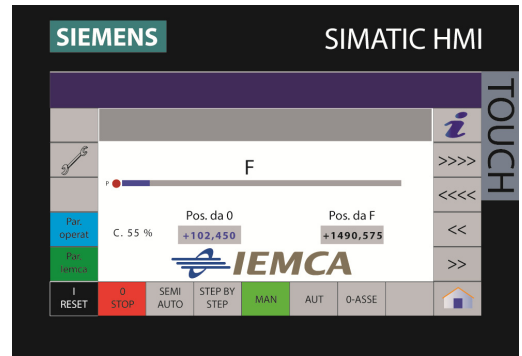 SIEMENS
SIMATIC HMI
TOUCH
i
>>>>
F
P
<<<<
Par.
operat
C. 55 %
Pos. da 0
+102,450
Pos. da F
+1490,575
<<
Par.
Iemca
IEMCA
>>
I
RESET
0
STOP
SEMI
AUTO
STEP BY
STEP
MAN
AUT
0-ASSE